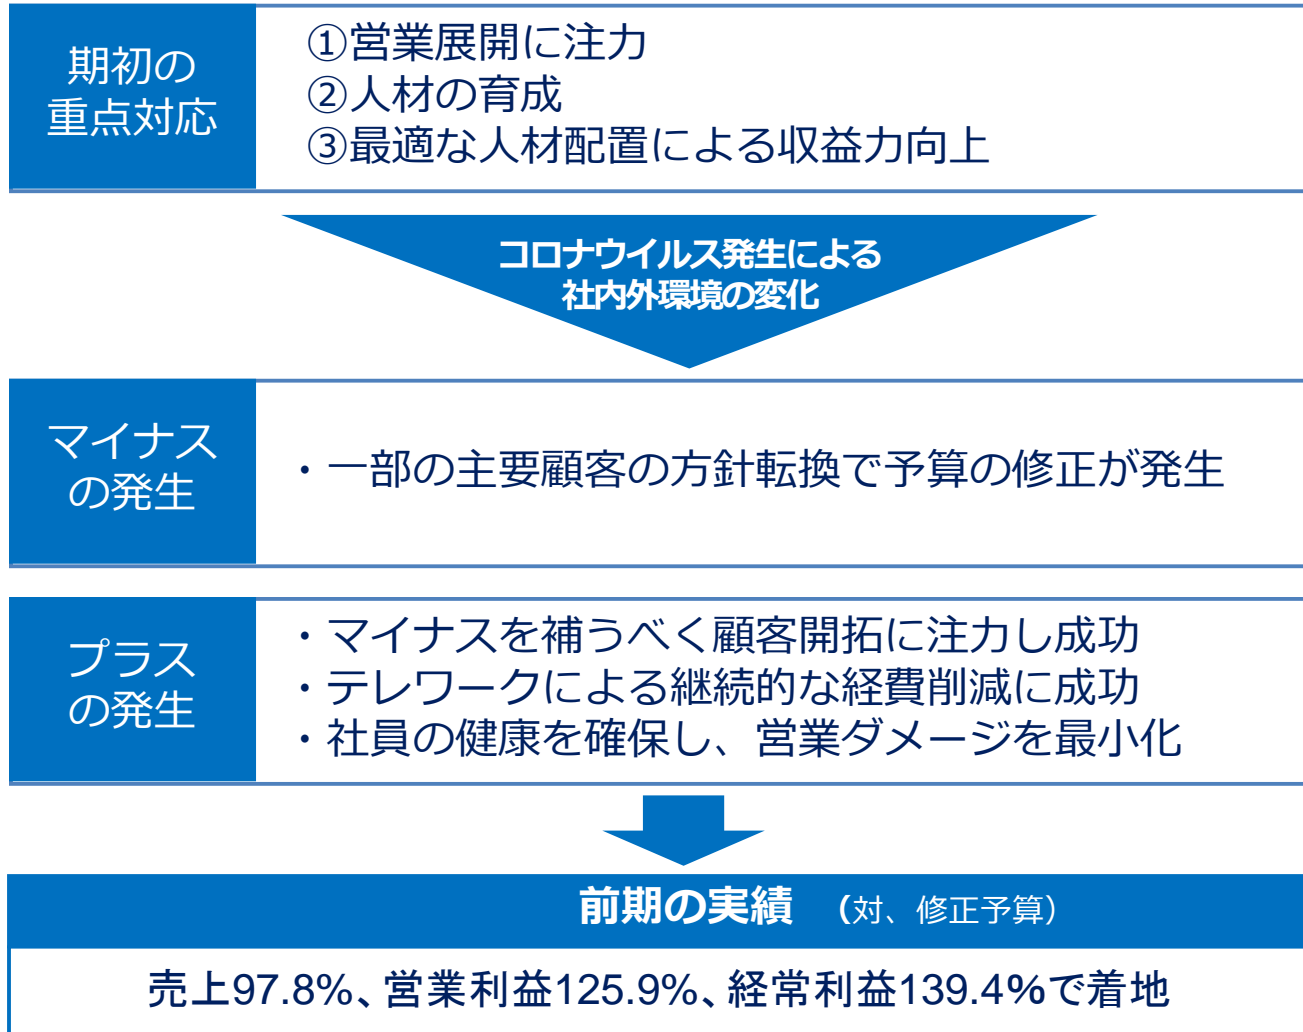 期初の
重点対応
①営業展開に注力
②人材の育成
③最適な人材配置による収益力向上
コロナウイルス発生による
社内外環境の変化
マイナス
の発生
・一部の主要顧客の方針転換で予算の修正が発生
プラス
の発生
・マイナスを補うべく顧客開拓に注力し成功
・テレワークによる継続的な経費削減に成功
・社員の健康を確保し、営業ダメージを最小化
前期の実績 （対、修正予算）
売上97.8%、営業利益125.9%、経常利益139.4%で着地